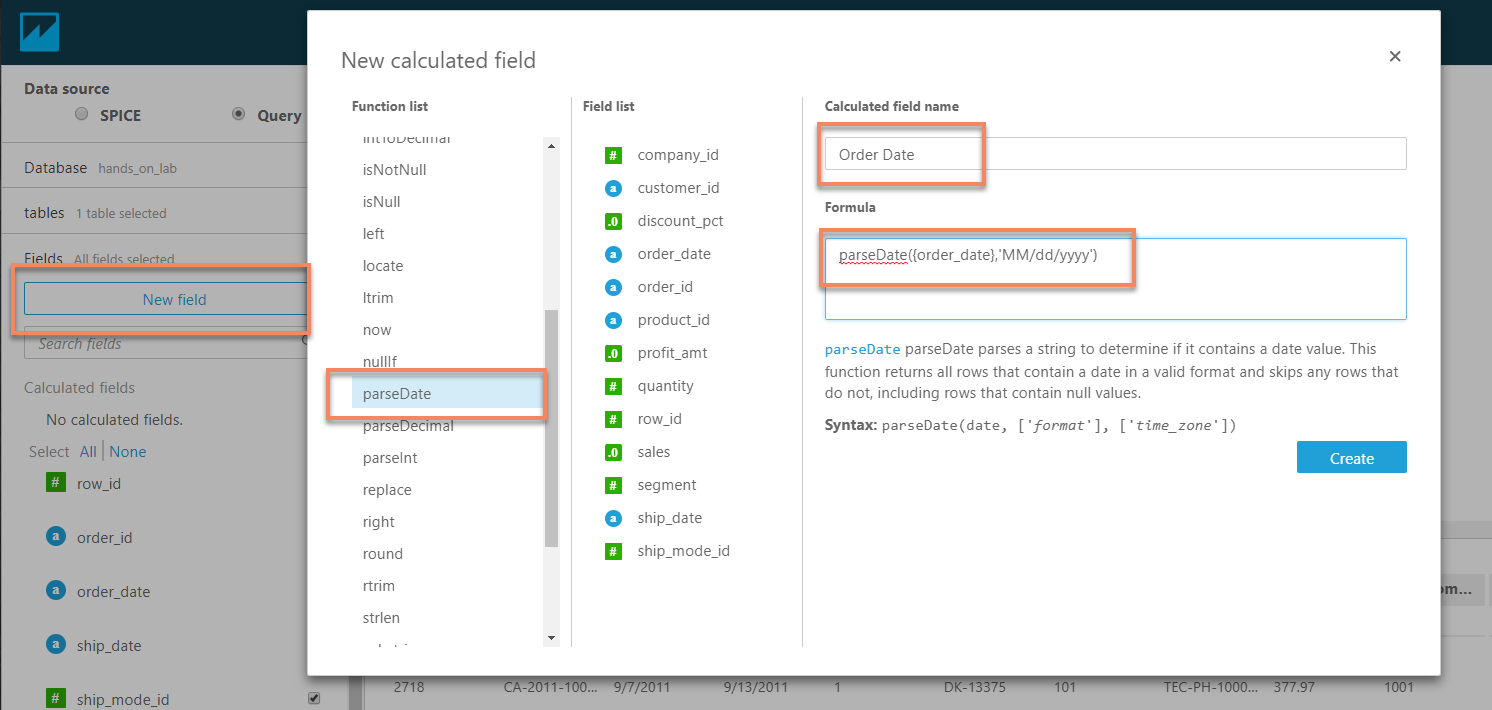 New calculated field
Data source
SPICE
Query
Database hands_on_lab
tables 1 table selected
Fields All fields selected
New field
Search fields
Calculated fields
No calculated fields.
Select All None
row_id
order_id
order_date
ship_date
ship_mode_id
Function list
intToDecimal
isNotNull
isNull
left
locate
ltrim
now
nullIf
parseDate
parseDecimal
parseInt
replace
right
round
rtrim
strlen
Field list
company_id
customer_id
discount_pct
order_date
order_id
product_id
profit_amt
quantity
row_id
sales
segment
ship_date
ship_mode_id
Calculated field name
Order Date
Formula
parseDate({order_date},'MM/dd/yyyy')
parseDate parseDate parses a string to determine if it contains a date value. This
function returns all rows that contain a date in a valid format and skips any rows that
do not, including rows that contain null values.
Syntax: parseDate(date, ['format'], ['time_zone'])
Create
om...
2718 CA-2011-100... 9/7/2011 9/13/2011 1 DK-13375 101 TEC-PH-1000... 377.97 1001